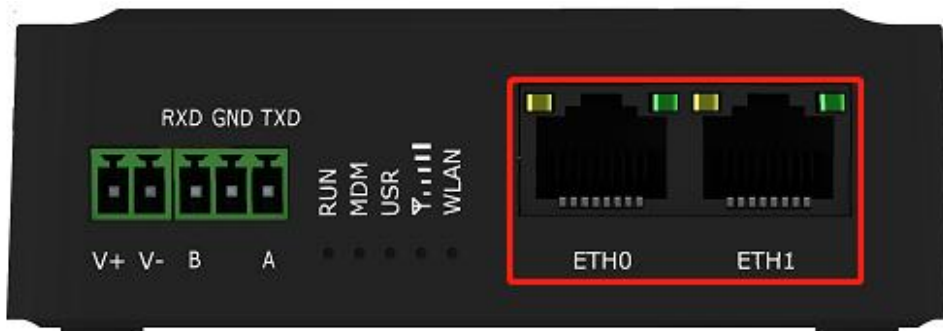 RXD GND TXD
V+ V- B A
RUN
MDM
USR
WLAN
ETH0 ETH1